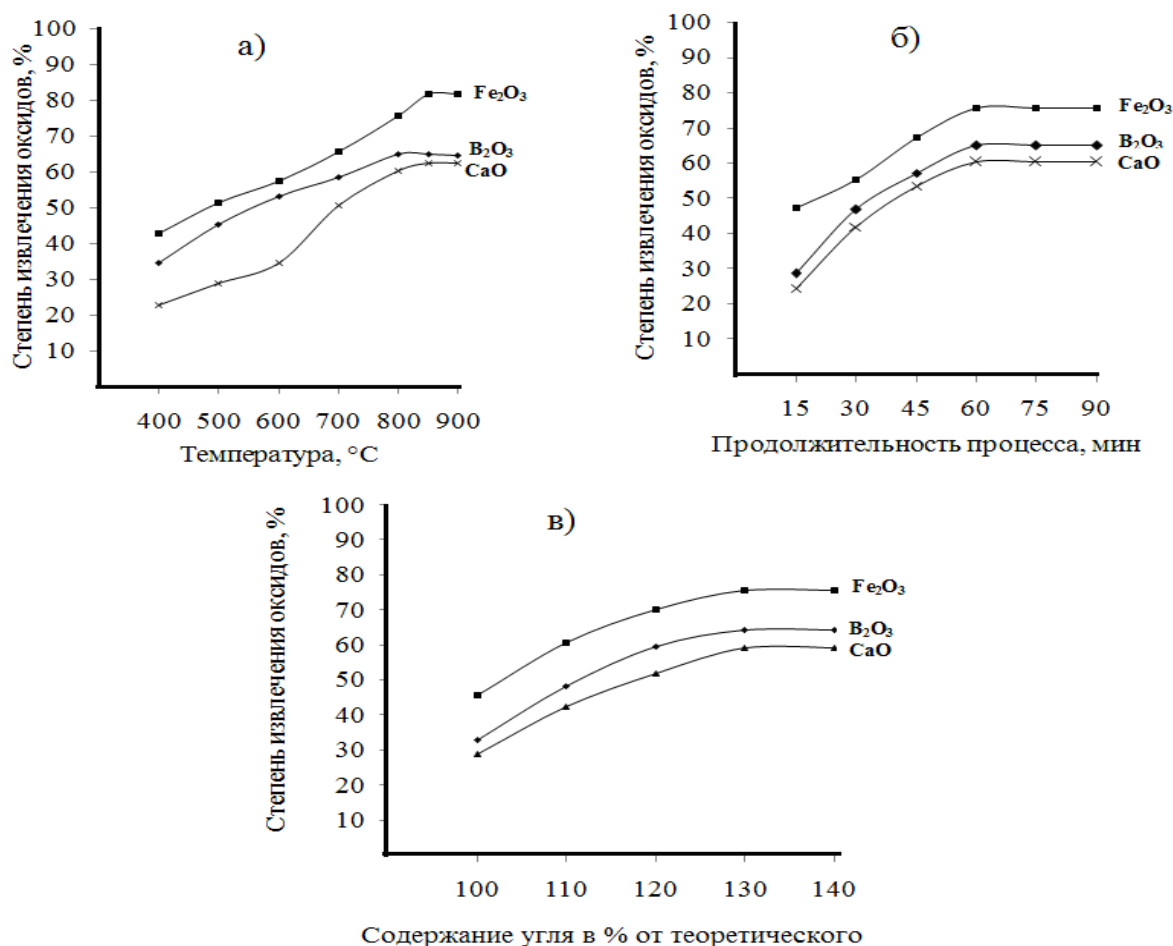 а)
Степень извлечения оксидов, %
100
90
80
70
60
50
40
30
20
10
Fe₂O₃
B₂O₃
CaO
400 500 600 700 800 900
Температура, °C
б)
Степень извлечения оксидов, %
100
90
80
70
60
50
40
30
20
10
Fe₂O₃
B₂O₃
CaO
15 30 45 60 75 90
Продолжительность процесса, мин
в)
Степень извлечения оксидов, %
100
90
80
70
60
50
40
30
20
10
Fe₂O₃
B₂O₃
CaO
100 110 120 130 140
Содержание угля в % от теоретического